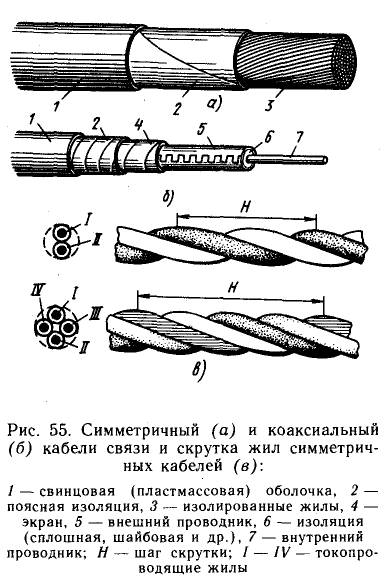 1
2
а)
3
1
2
4
5
6
7
б)
H
I
II
H
IV
I
III
II
в)
Рис. 55. Симметричный (а) и коаксиальный
(б) кабели связи и скрутка жил симметрич-
ных кабелей (в):
1 — свинцовая (пластмассовая) оболочка, 2 —
поясная изоляция, 3 — изолированные жилы, 4 —
экран, 5 — внешний проводник, 6 — изоляция
(сплошная, шайбовая и др.), 7 — внутренний
проводник; Н — шаг скрутки; I — IV — токопро-
водящие жилы